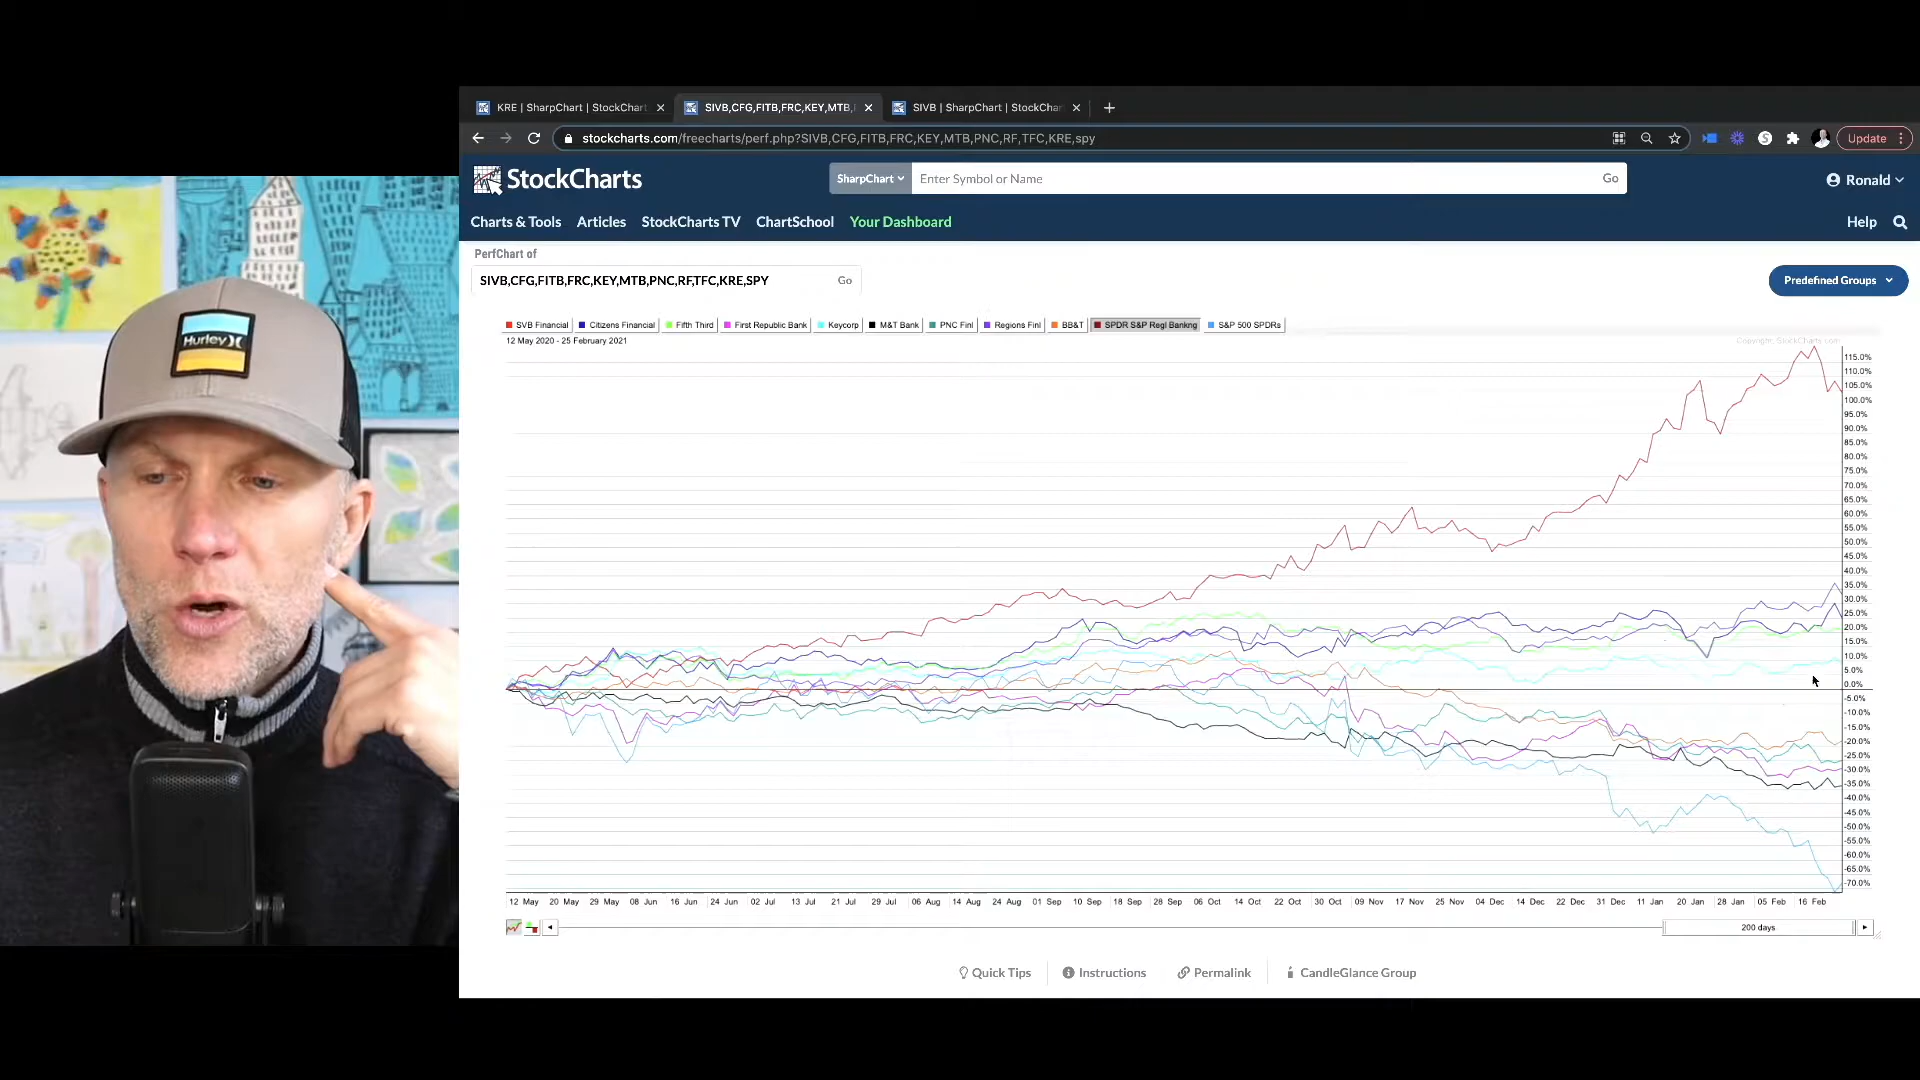 KRE | SharpChart | StockChart
SIVB,CFG,FITB,FRC,KEY,MTB,
SIVB | SharpChart | StockChar
stockcharts.com/freecharts/perf.php?SIVB,CFG,FITB,FRC,KEY,MTB,PNC,RF,TFC,KRE,spy
Update
StockCharts
SharpChart
Enter Symbol or Name
Go
Ronald
Charts & Tools
Articles
StockCharts TV
ChartSchool
Your Dashboard
Help
PerfChart of
SIVB,CFG,FITB,FRC,KEY,MTB,PNC,RF,TFC,KRE,SPY
Go
Predefined Groups
SVB Financial
Citizens Financial
Fifth Third
First Republic Bank
Keycorp
M&T Bank
PNC Finl
Regions Finl
BB&T
SPDR S&P Regl Bankng
S&P 500 SPDRs
12 May 2020 - 25 February 2021
Copyright, StockCharts.com
115.0%
110.0%
105.0%
100.0%
95.0%
90.0%
85.0%
80.0%
75.0%
70.0%
65.0%
60.0%
55.0%
50.0%
45.0%
40.0%
35.0%
30.0%
25.0%
20.0%
15.0%
10.0%
5.0%
0.0%
-5.0%
-10.0%
-15.0%
-20.0%
-25.0%
-30.0%
-35.0%
-40.0%
-45.0%
-50.0%
-55.0%
-60.0%
-65.0%
-70.0%
12 May 20 May 29 May 08 Jun 16 Jun 24 Jun 02 Jul 13 Jul 21 Jul 29 Jul 06 Aug 14 Aug 24 Aug 01 Sep 10 Sep 18 Sep 28 Sep 06 Oct 14 Oct 22 Oct 30 Oct 09 Nov 17 Nov 25 Nov 04 Dec 14 Dec 22 Dec 31 Dec 11 Jan 20 Jan 28 Jan 05 Feb 16 Feb
200 days
Quick Tips
Instructions
Permalink
CandleGlance Group
Hurley